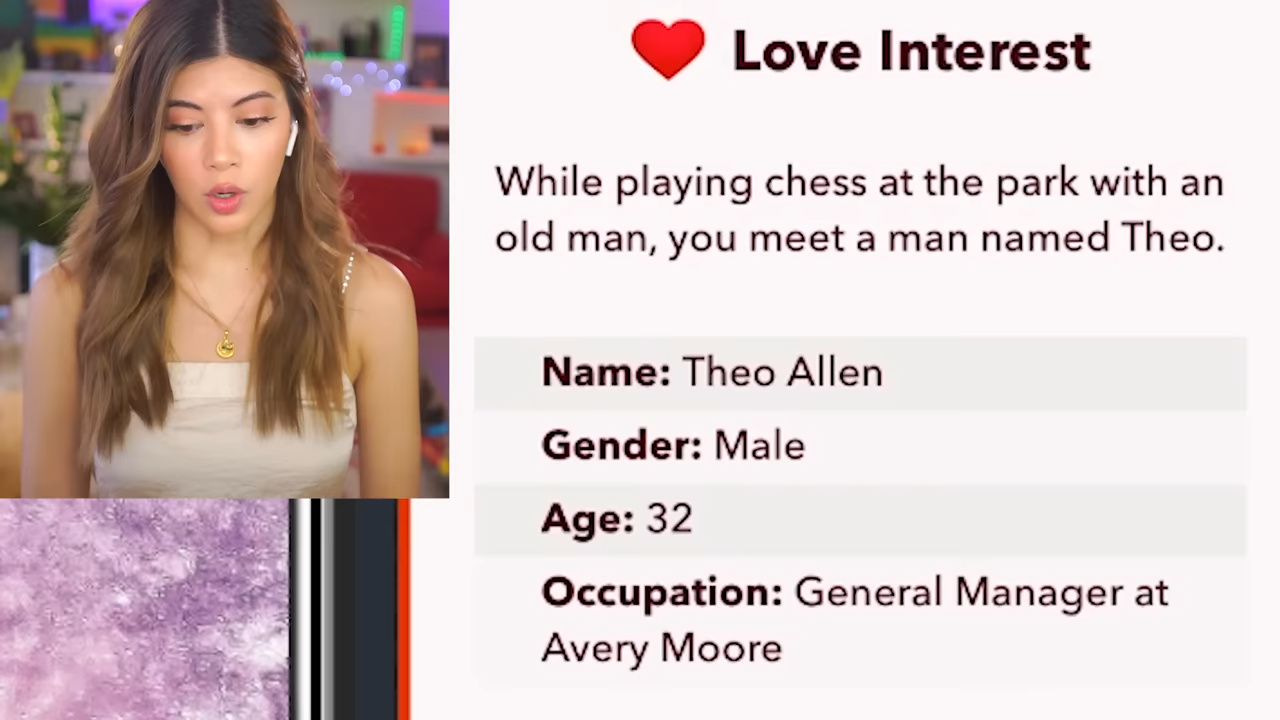 Love Interest
While playing chess at the park with an
old man, you meet a man named Theo.
Name: Theo Allen
Gender: Male
Age: 32
Occupation: General Manager at
Avery Moore